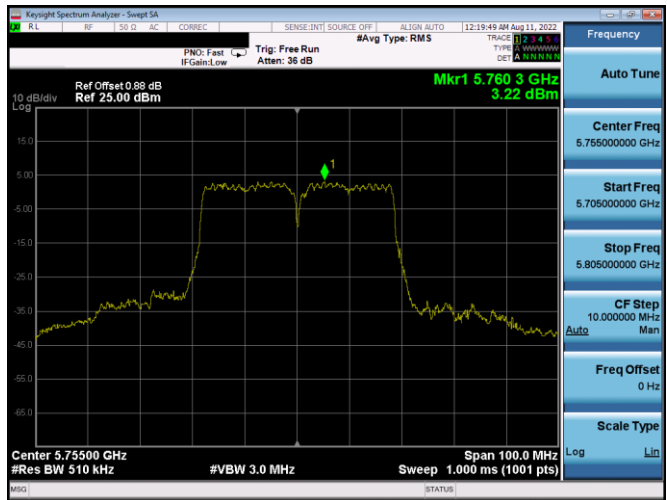 Keysight Spectrum Analyzer - Swept SA
RL RF 50 Ω AC CORREC SENSE:INT SOURCE OFF ALIGN AUTO 12:19:49 AM Aug 11, 2022
#Avg Type: RMS
TRACE 1 2 3 4 5 6
PNO: Fast Trig: Free Run TYPE A WWWWW
IFGain:Low Atten: 36 dB DET A N N N N N
Mkr1 5.760 3 GHz
Ref Offset 0.88 dB
10 dB/div Ref 25.00 dBm 3.22 dBm
Log
15.0
1
5.00
-5.00
-15.0
-25.0
-35.0
-45.0
-55.0
-65.0
Center 5.75500 GHz Span 100.0 MHz
#Res BW 510 kHz #VBW 3.0 MHz Sweep 1.000 ms (1001 pts)
MSG STATUS
Frequency
Auto Tune
Center Freq
5.755000000 GHz
Start Freq
5.705000000 GHz
Stop Freq
5.805000000 GHz
CF Step
10.000000 MHz
Auto Man
Freq Offset
0 Hz
Scale Type
Log Lin